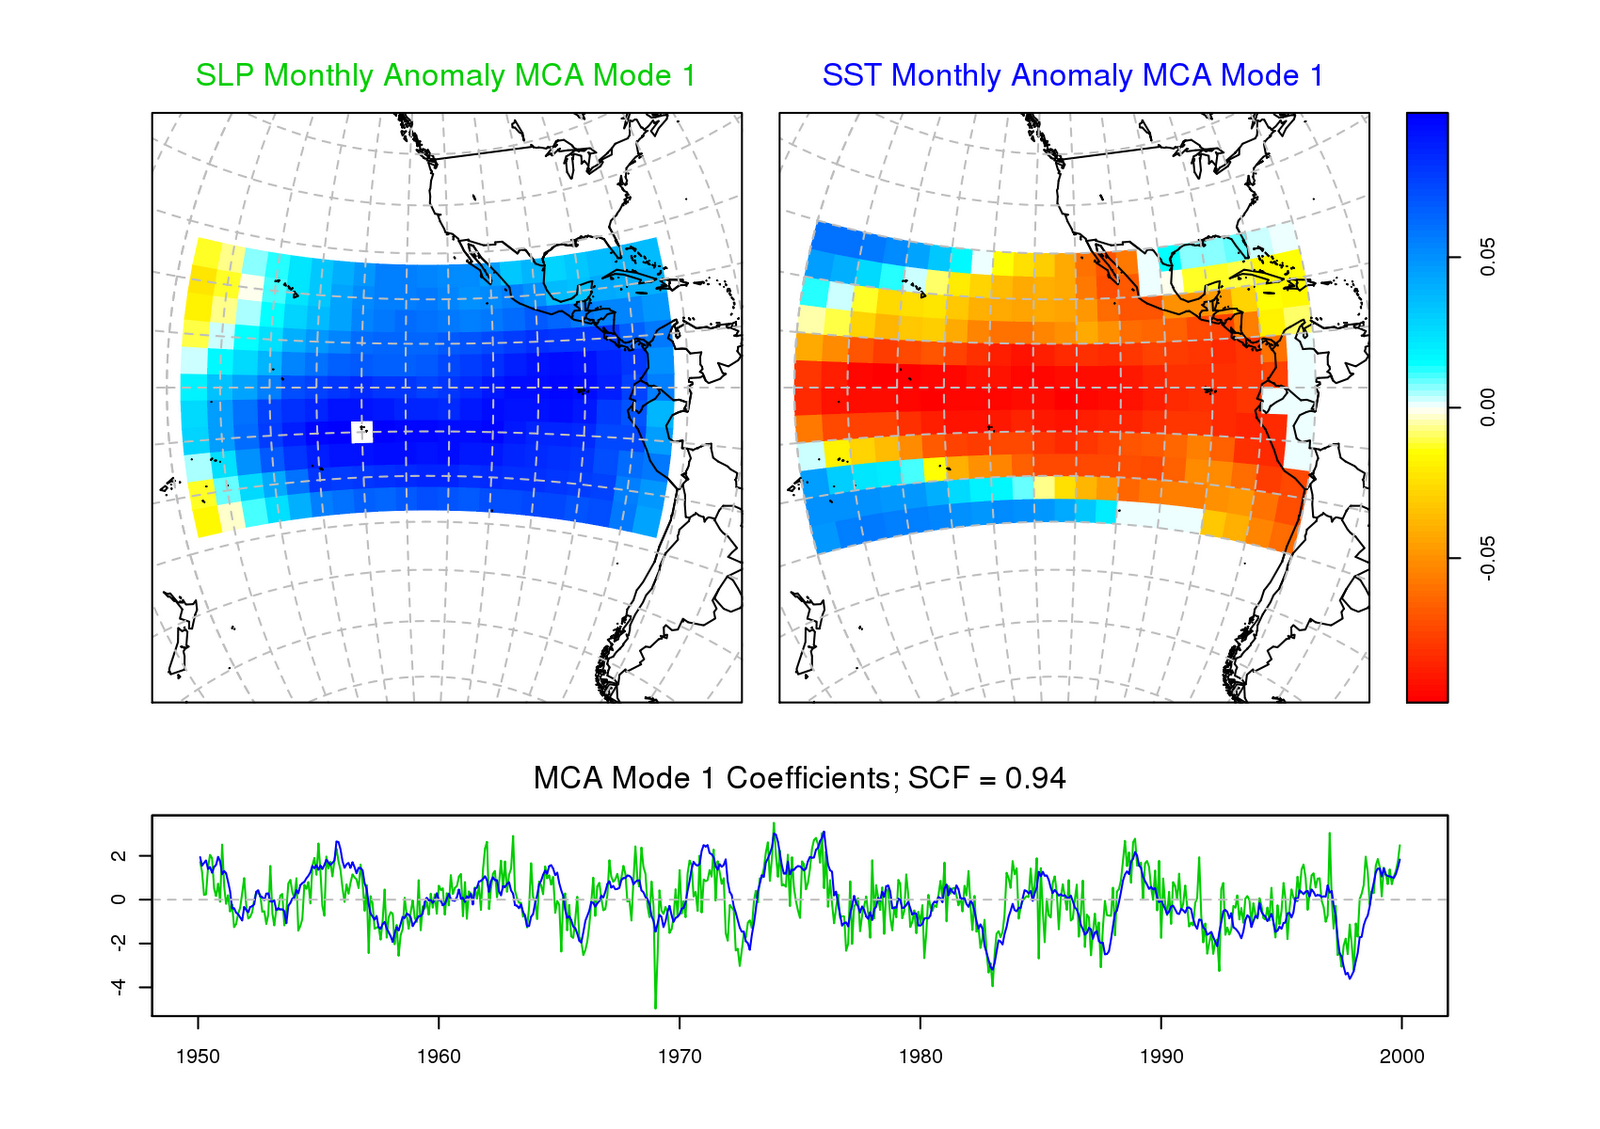 SLP Monthly Anomaly MCA Mode 1
SST Monthly Anomaly MCA Mode 1
0.05
0.00
-0.05
MCA Mode 1 Coefficients; SCF = 0.94
2
0
-2
-4
1950 1960 1970 1980 1990 2000